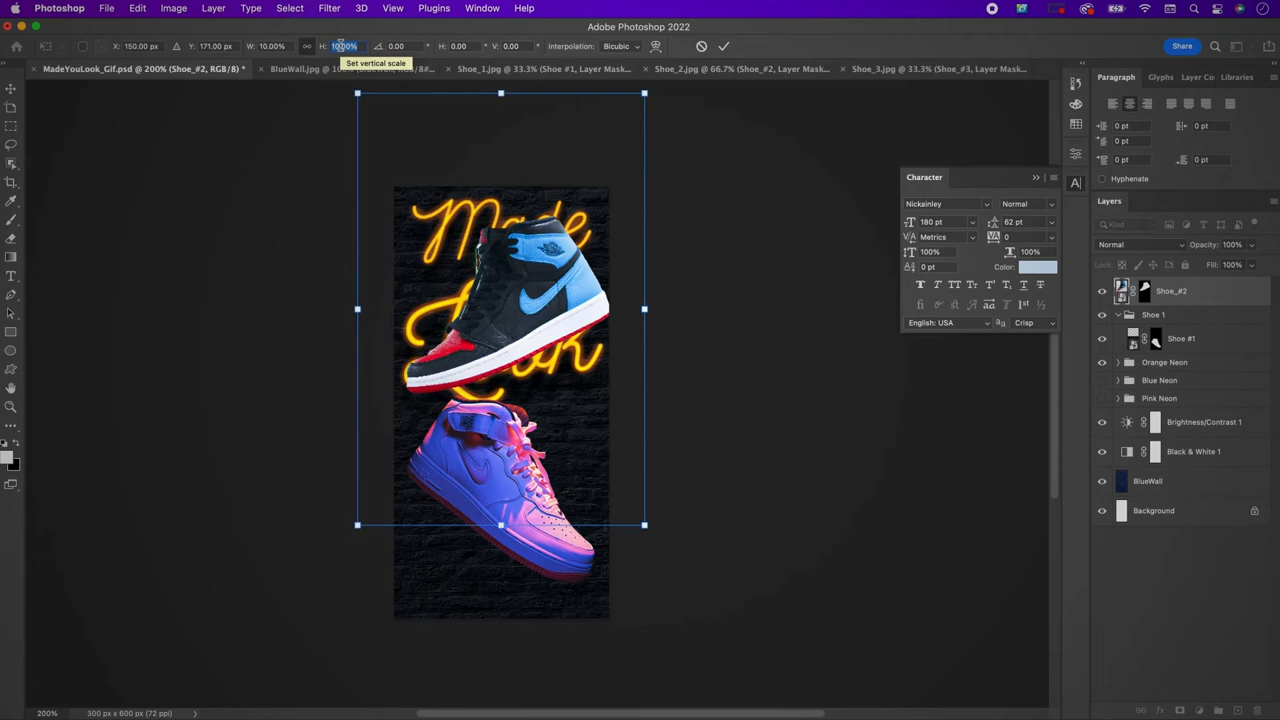 Photoshop File Edit Image Layer Type Select Filter 3D View Plugins Window Help
Adobe Photoshop 2022
X: 150.00 px Y: 171.00 px W: 10.00% H: 10.00% 0.00 H: 0.00 V: 0.00 Interpolation: Bicubic Share
Set vertical scale
MadeYouLook_Gif.psd @ 200% (Shoe_#2, RGB/8) *
Shoe_1.jpg @ 33.3% (Shoe #1, Layer Mask...
Shoe_2.jpg @ 66.7% (Shoe_#2, Layer Mask...
Shoe_3.jpg @ 33.3% (Shoe_#3, Layer Mask...
Paragraph Glyphs Layer Co Libraries
0 pt 0 pt
0 pt
0 pt 0 pt
Hyphenate
Character
Nickainley Normal
180 pt 62 pt
Metrics 0
100% 100%
0 pt Color:
English: USA Crisp
Layers
Kind
Normal Opacity: 100%
Lock: Fill: 100%
Shoe_#2
Shoe 1
Shoe #1
Orange Neon
Blue Neon
Pink Neon
Brightness/Contrast 1
Black & White 1
BlueWall
Background
Made
200% 300 px x 600 px (72 ppi)